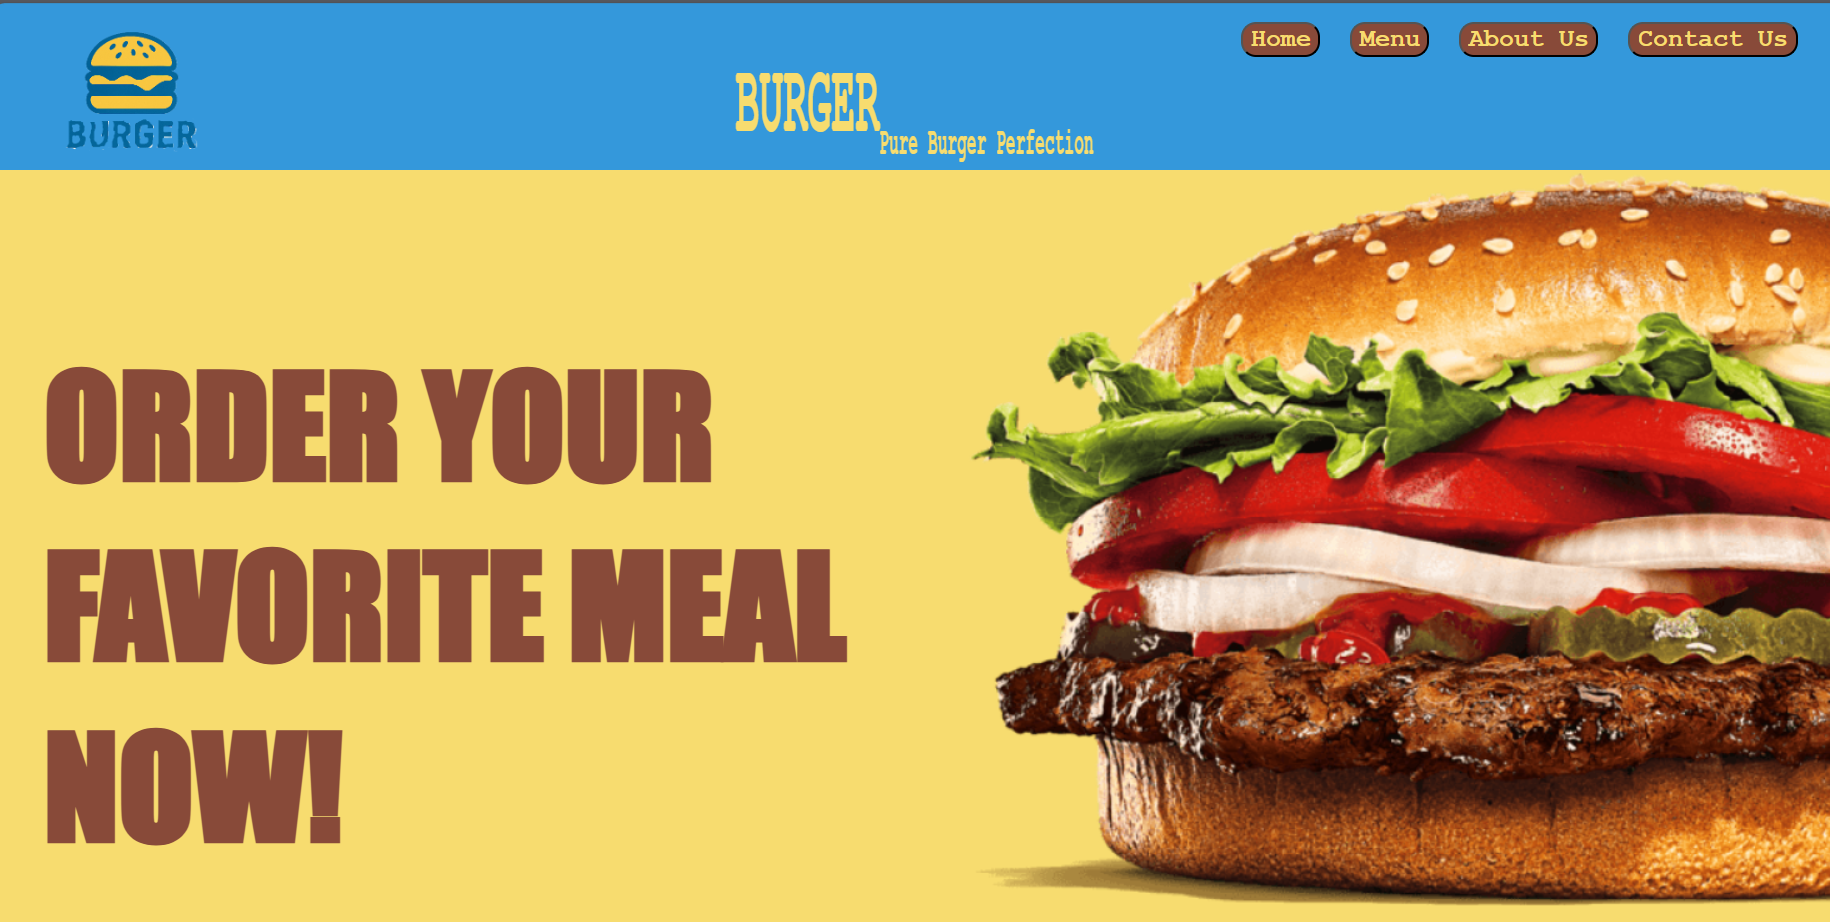 BURGER
Home Menu About Us Contact Us
BURGER
Pure Burger Perfection
ORDER YOUR
FAVORITE MEAL
NOW!